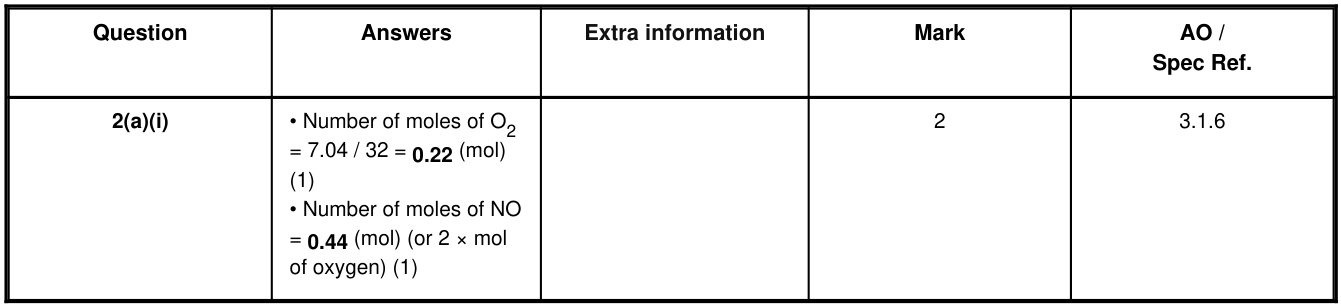 Question Answers Extra information Mark AO /
Spec Ref.
2(a)(i) • Number of moles of O₂ 2 3.1.6
= 7.04 / 32 = 0.22 (mol)
(1)
• Number of moles of NO
= 0.44 (mol) (or 2 × mol
of oxygen) (1)